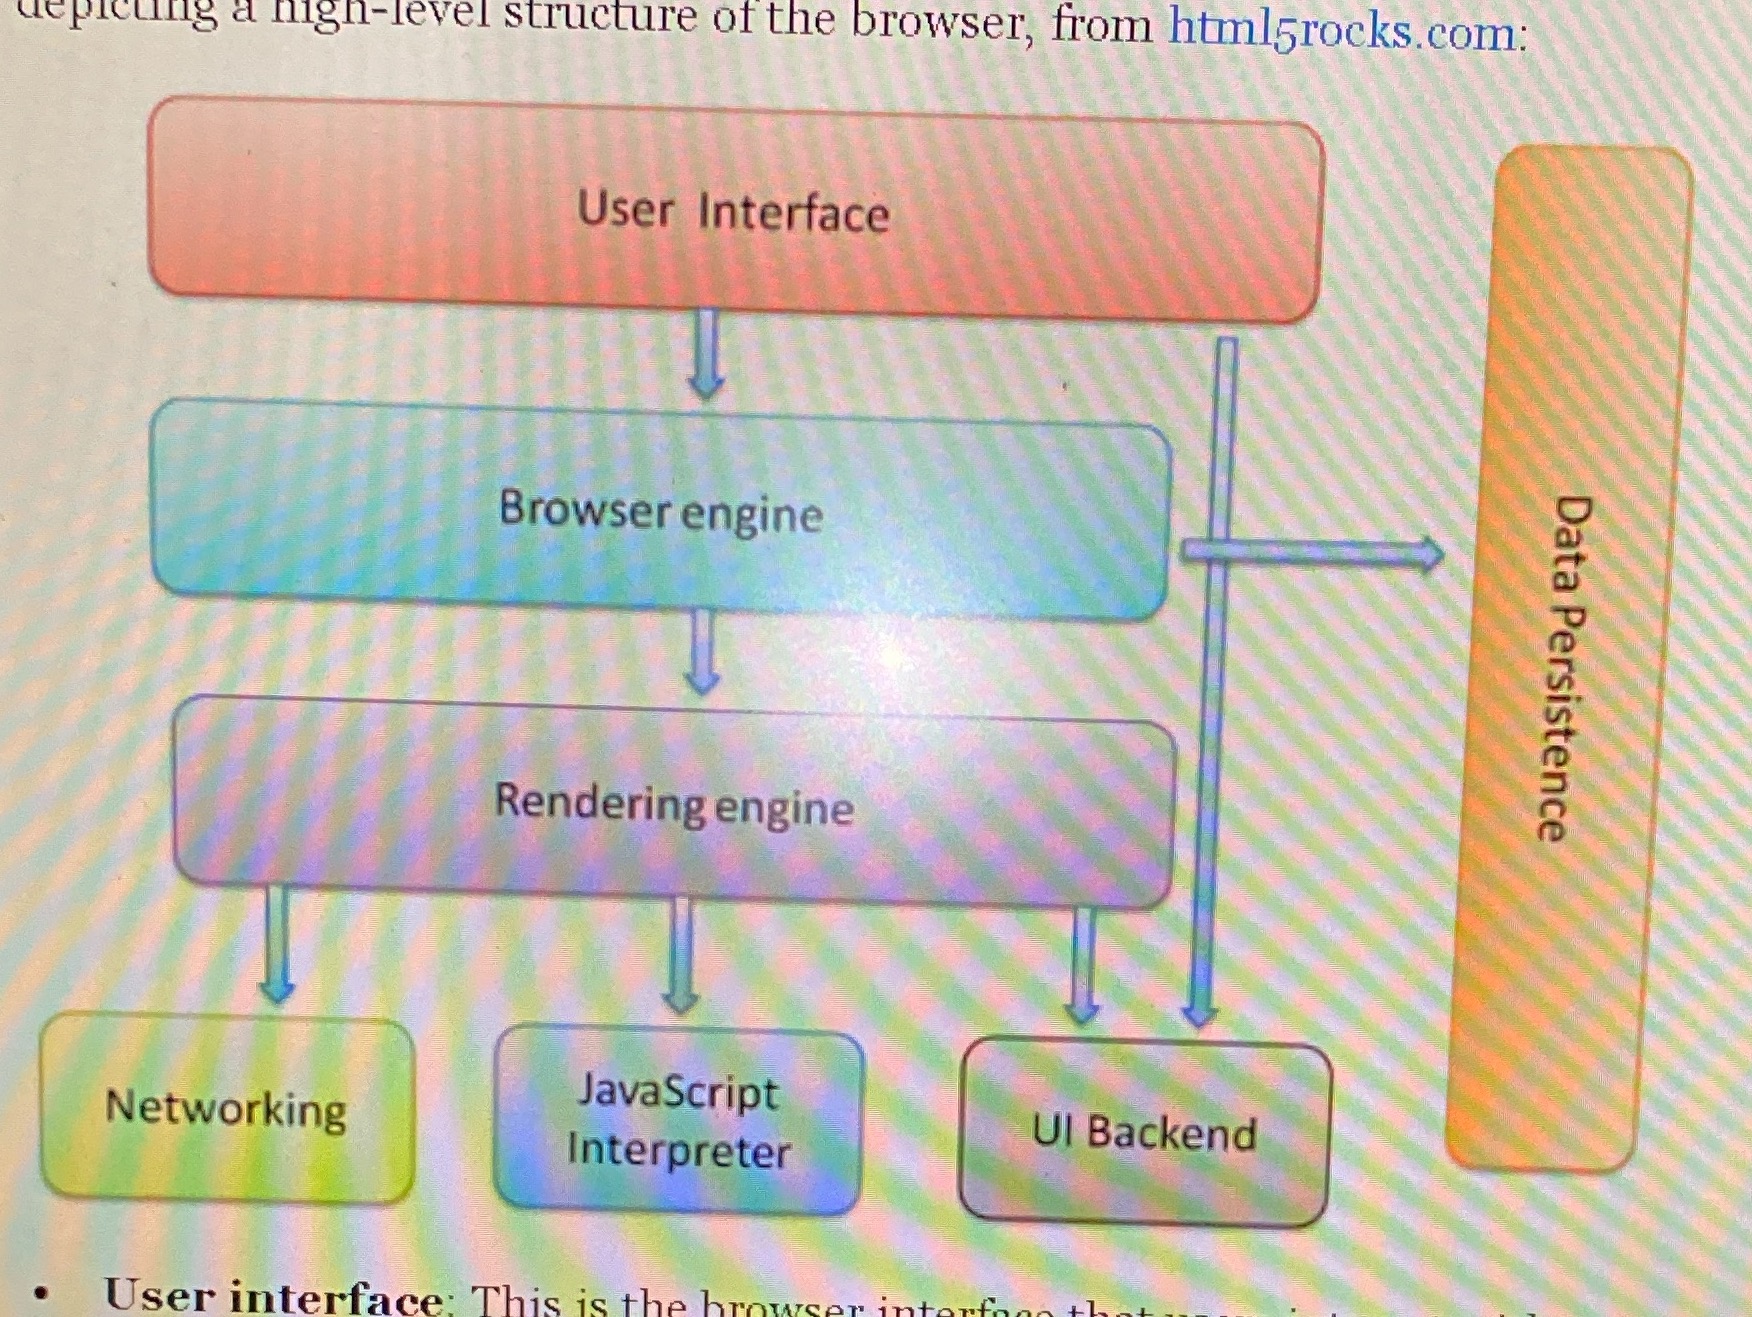 depicting a high-level structure of the browser, from html5rocks.com:
User Interface
Browser engine
Rendering engine
Data Persistence
Networking
JavaScript
Interpreter
UI Backend
• User interface: This is the browser interface that